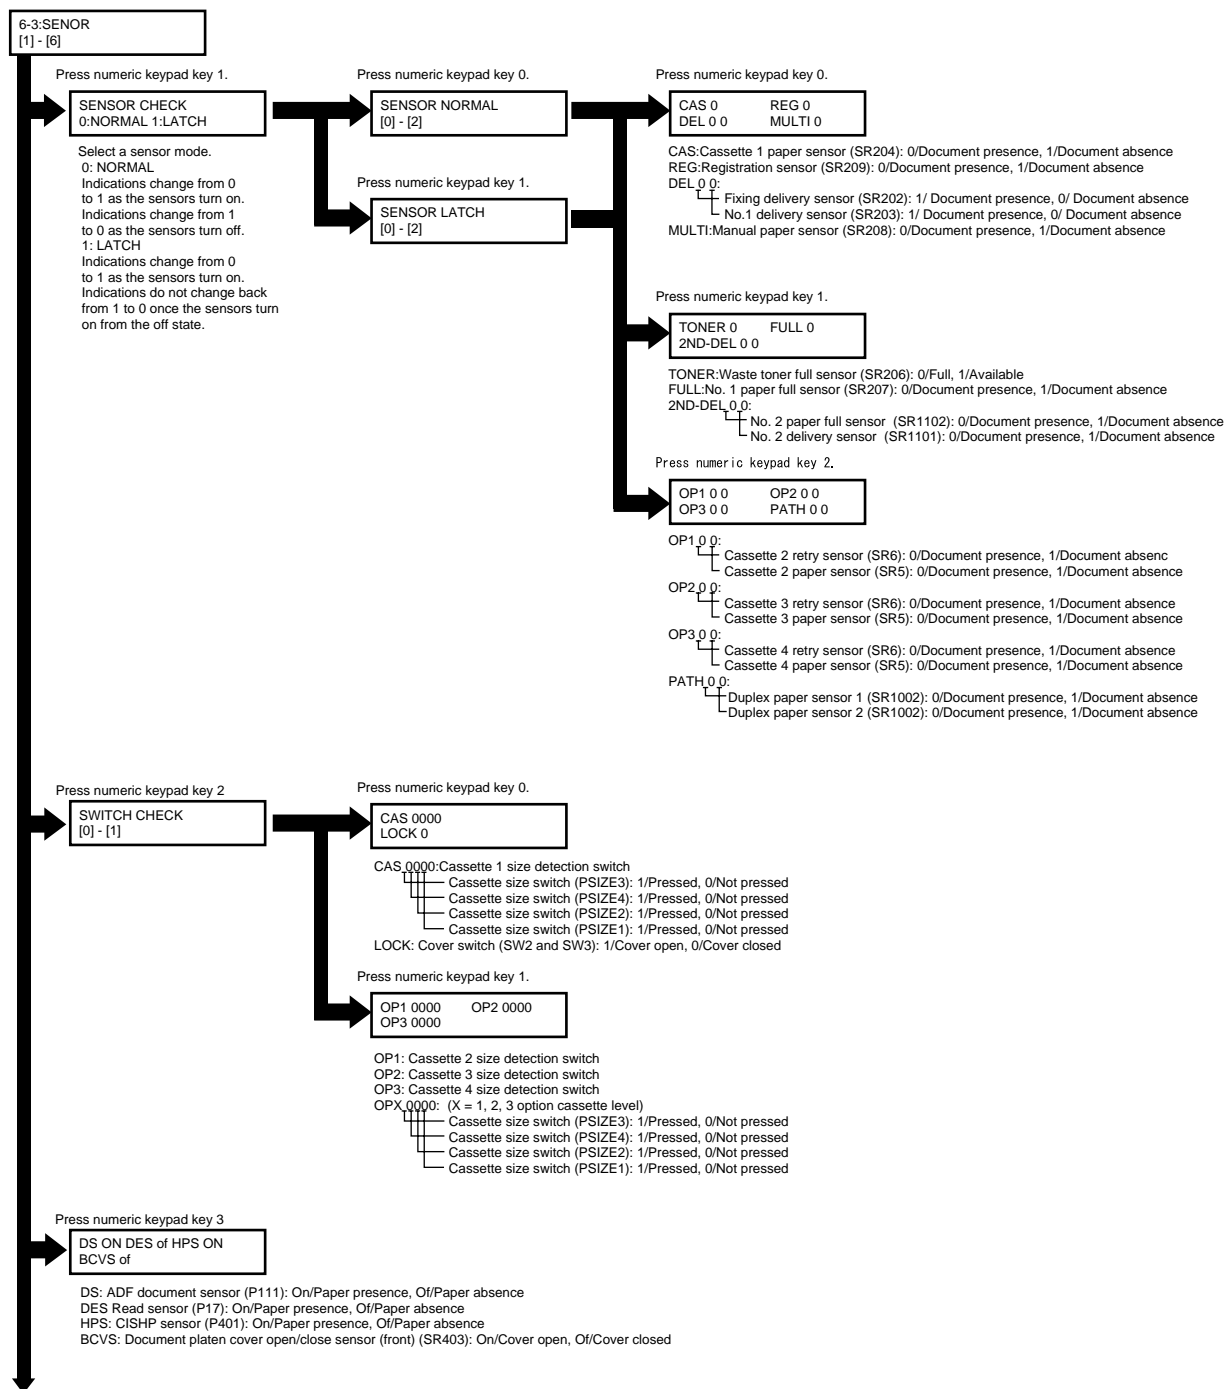 6-3:SENOR
[1] - [6]
Press numeric keypad key 1.
SENSOR CHECK
0:NORMAL 1:LATCH
Select a sensor mode.
0: NORMAL
Indications change from 0
to 1 as the sensors turn on.
Indications change from 1
to 0 as the sensors turn off.
1: LATCH
Indications change from 0
to 1 as the sensors turn on.
Indications do not change back
from 1 to 0 once the sensors turn
on from the off state.
Press numeric keypad key 0.
SENSOR NORMAL
[0] - [2]
Press numeric keypad key 1.
SENSOR LATCH
[0] - [2]
Press numeric keypad key 0.
CAS 0 REG 0
DEL 0 0 MULTI 0
CAS:Cassette 1 paper sensor (SR204): 0/Document presence, 1/Document absence
REG:Registration sensor (SR209): 0/Document presence, 1/Document absence
DEL 0 0:
Fixing delivery sensor (SR202): 1/ Document presence, 0/ Document absence
No.1 delivery sensor (SR203): 1/ Document presence, 0/ Document absence
MULTI:Manual paper sensor (SR208): 0/Document presence, 1/Document absence
Press numeric keypad key 1.
TONER 0 FULL 0
2ND-DEL 0 0
TONER:Waste toner full sensor (SR206): 0/Full, 1/Available
FULL:No. 1 paper full sensor (SR207): 0/Document presence, 1/Document absence
2ND-DEL 0 0:
No. 2 paper full sensor (SR1102): 0/Document presence, 1/Document absence
No. 2 delivery sensor (SR1101): 0/Document presence, 1/Document absence
Press numeric keypad key 2.
OP1 0 0 OP2 0 0
OP3 0 0 PATH 0 0
OP1 0 0:
Cassette 2 retry sensor (SR6): 0/Document presence, 1/Document absenc
Cassette 2 paper sensor (SR5): 0/Document presence, 1/Document absence
OP2 0 0:
Cassette 3 retry sensor (SR6): 0/Document presence, 1/Document absence
Cassette 3 paper sensor (SR5): 0/Document presence, 1/Document absence
OP3 0 0:
Cassette 4 retry sensor (SR6): 0/Document presence, 1/Document absence
Cassette 4 paper sensor (SR5): 0/Document presence, 1/Document absence
PATH 0 0:
Duplex paper sensor 1 (SR1002): 0/Document presence, 1/Document absence
Duplex paper sensor 2 (SR1002): 0/Document presence, 1/Document absence
Press numeric keypad key 2
SWITCH CHECK
[0] - [1]
Press numeric keypad key 0.
CAS 0000
LOCK 0
CAS 0000:Cassette 1 size detection switch
Cassette size switch (PSIZE3): 1/Pressed, 0/Not pressed
Cassette size switch (PSIZE4): 1/Pressed, 0/Not pressed
Cassette size switch (PSIZE2): 1/Pressed, 0/Not pressed
Cassette size switch (PSIZE1): 1/Pressed, 0/Not pressed
LOCK: Cover switch (SW2 and SW3): 1/Cover open, 0/Cover closed
Press numeric keypad key 1.
OP1 0000 OP2 0000
OP3 0000
OP1: Cassette 2 size detection switch
OP2: Cassette 3 size detection switch
OP3: Cassette 4 size detection switch
OPX 0000: (X = 1, 2, 3 option cassette level)
Cassette size switch (PSIZE3): 1/Pressed, 0/Not pressed
Cassette size switch (PSIZE4): 1/Pressed, 0/Not pressed
Cassette size switch (PSIZE2): 1/Pressed, 0/Not pressed
Cassette size switch (PSIZE1): 1/Pressed, 0/Not pressed
Press numeric keypad key 3
DS ON DES of HPS ON
BCVS of
DS: ADF document sensor (P111): On/Paper presence, Of/Paper absence
DES Read sensor (P17): On/Paper presence, Of/Paper absence
HPS: CISHP sensor (P401): On/Paper presence, Of/Paper absence
BCVS: Document platen cover open/close sensor (front) (SR403): On/Cover open, Of/Cover closed